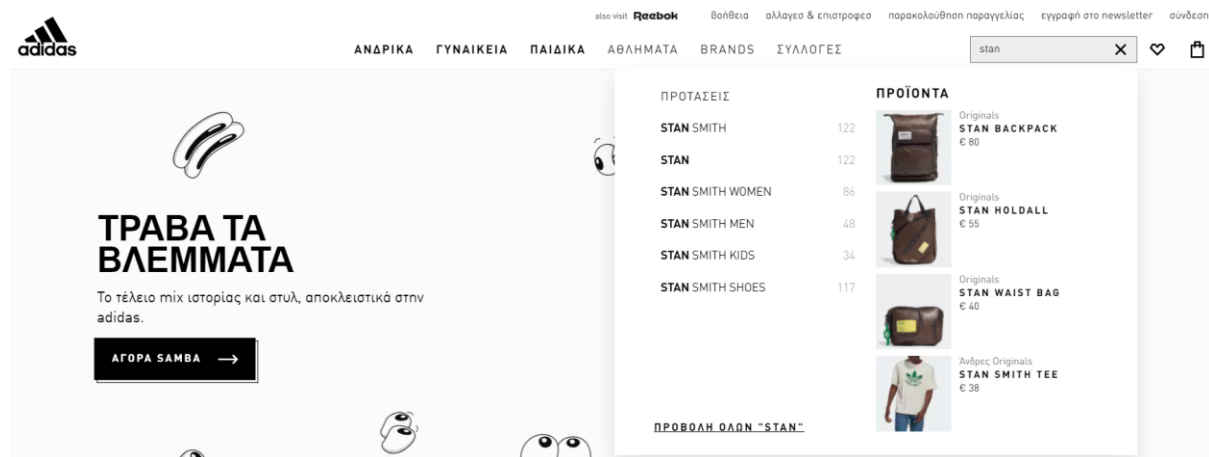 also visit Reebok βοήθεια αλλαγεσ & επιστροφεσ παρακολούθηση παραγγελίας εγγραφή στο newsletter σύνδεση
adidas
ΑΝΔΡΙΚΑ ΓΥΝΑΙΚΕΙΑ ΠΑΙΔΙΚΑ ΑΘΛΗΜΑΤΑ BRANDS ΣΥΛΛΟΓΕΣ
stan
ΤΡΑΒΑ ΤΑ
ΒΛΕΜΜΑΤΑ
Το τέλειο mix ιστορίας και στυλ, αποκλειστικά στην
adidas.
ΑΓΟΡΑ SAMBA
ΠΡΟΤΑΣΕΙΣ
STAN SMITH 122
STAN 122
STAN SMITH WOMEN 86
STAN SMITH MEN 48
STAN SMITH KIDS 34
STAN SMITH SHOES 117
ΠΡΟΒΟΛΗ ΟΛΩΝ "STAN"
ΠΡΟΪΟΝΤΑ
Originals
STAN BACKPACK
€ 80
Originals
STAN HOLDALL
€ 55
Originals
STAN WAIST BAG
€ 40
Άνδρες Originals
STAN SMITH TEE
€ 38